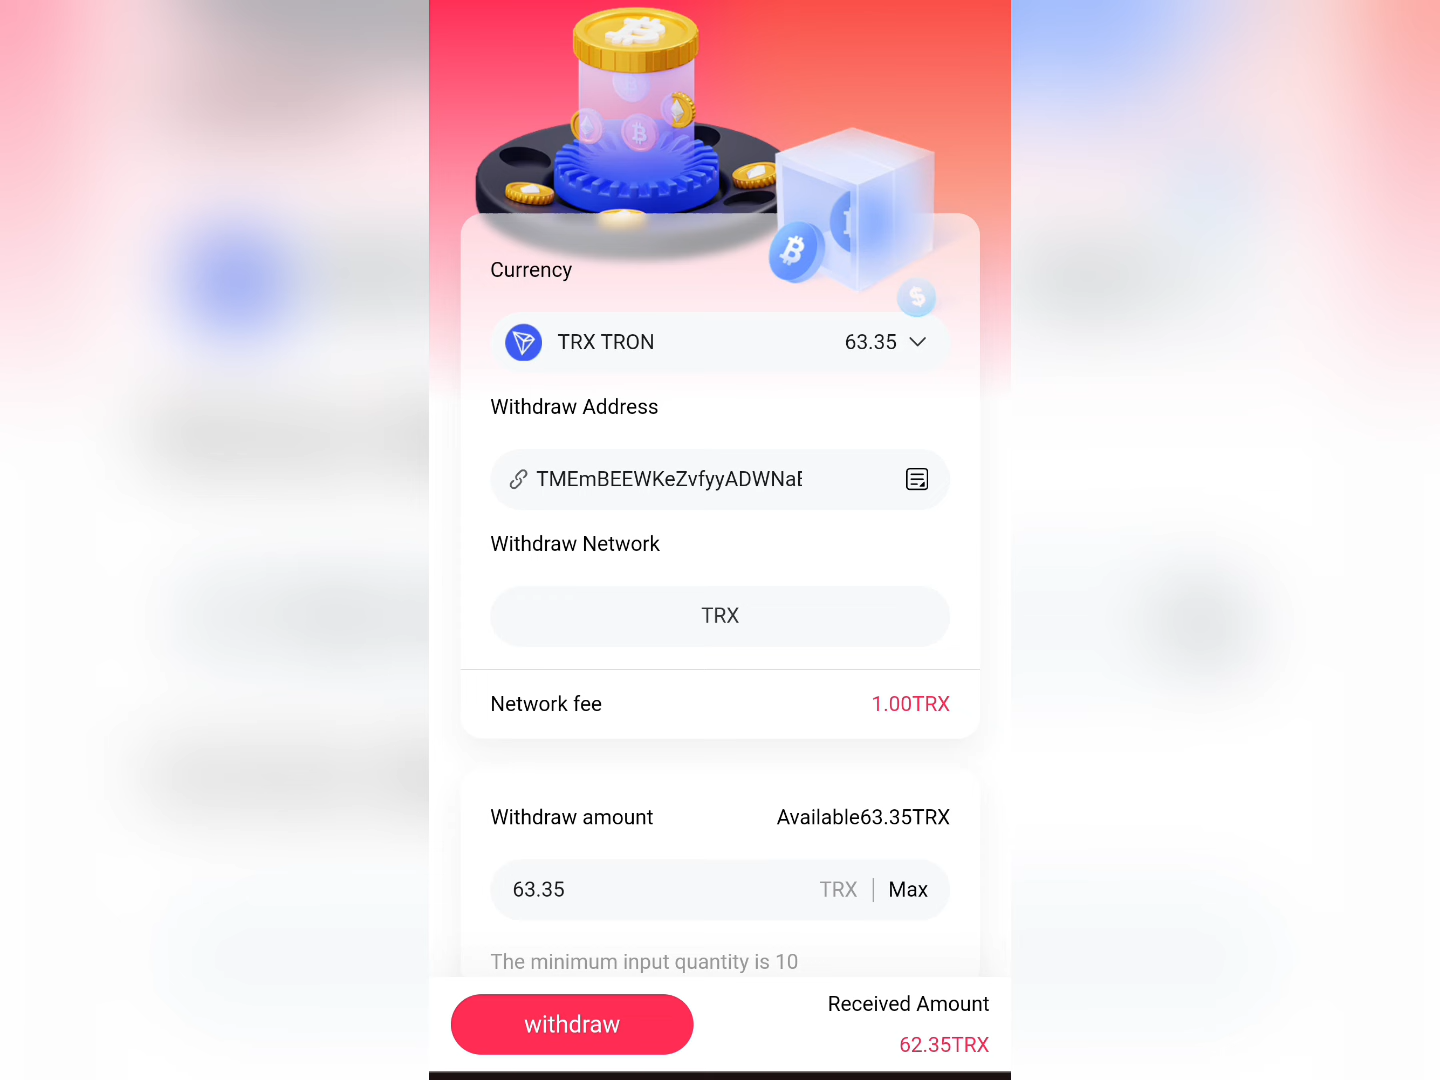 Currency
TRX TRON 63.35
Withdraw Address
TMEmBEEWKeZvfyyADWNaE
Withdraw Network
TRX
Network fee 1.00TRX
Withdraw amount Available63.35TRX
63.35 TRX | Max
The minimum input quantity is 10
withdraw
Received Amount
62.35TRX